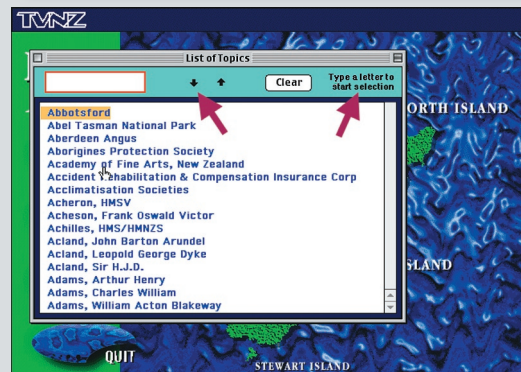 TVNZ
List of Topics
Clear
Type a letter to
start selection
Abbotsford
Abel Tasman National Park
Aberdeen Angus
Aborigines Protection Society
Academy of Fine Arts, New Zealand
Accident Rehabilitation & Compensation Insurance Corp
Acclimatisation Societies
Acheron, HMSV
Acheson, Frank Oswald Victor
Achilles, HMS/HMNZS
Acland, John Barton Arundel
Acland, Leopold George Dyke
Acland, Sir H.J.D.
Adams, Arthur Henry
Adams, Charles William
Adams, William Acton Blakeway
ORTH ISLAND
SLAND
QUIT
STEWART ISLAND